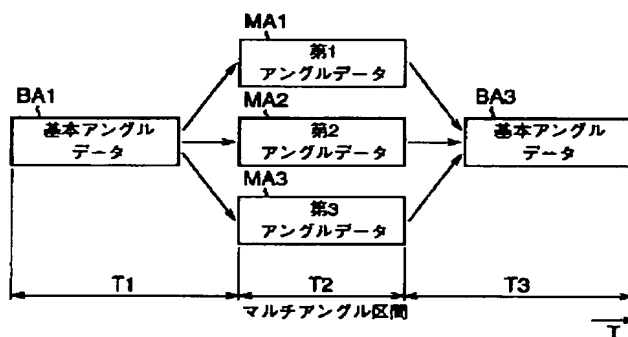 MA1
第1
アングルデータ
BA1
基本アングル
データ
MA2
第2
アングルデータ
BA3
基本アングル
データ
MA3
第3
アングルデータ
T1
T2
T3
マルチアングル区間
T